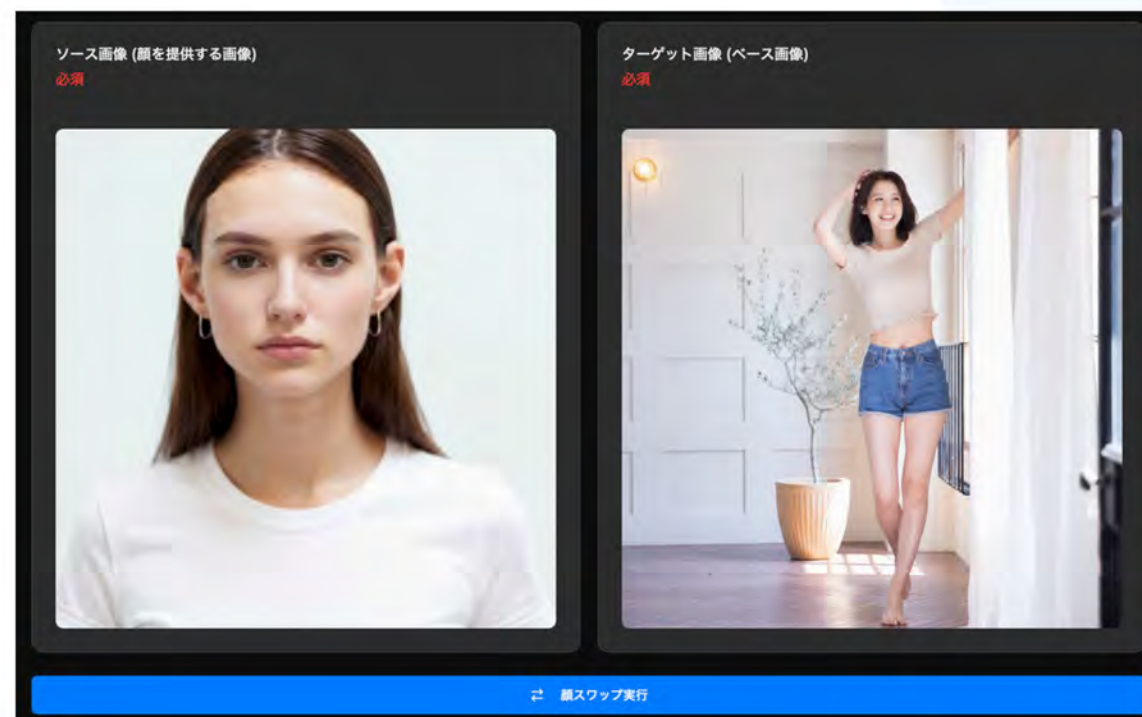 ソース画像 (顔を提供する画像)
必須
ターゲット画像 (ベース画像)
必須
⇄ 顔スワップ実行